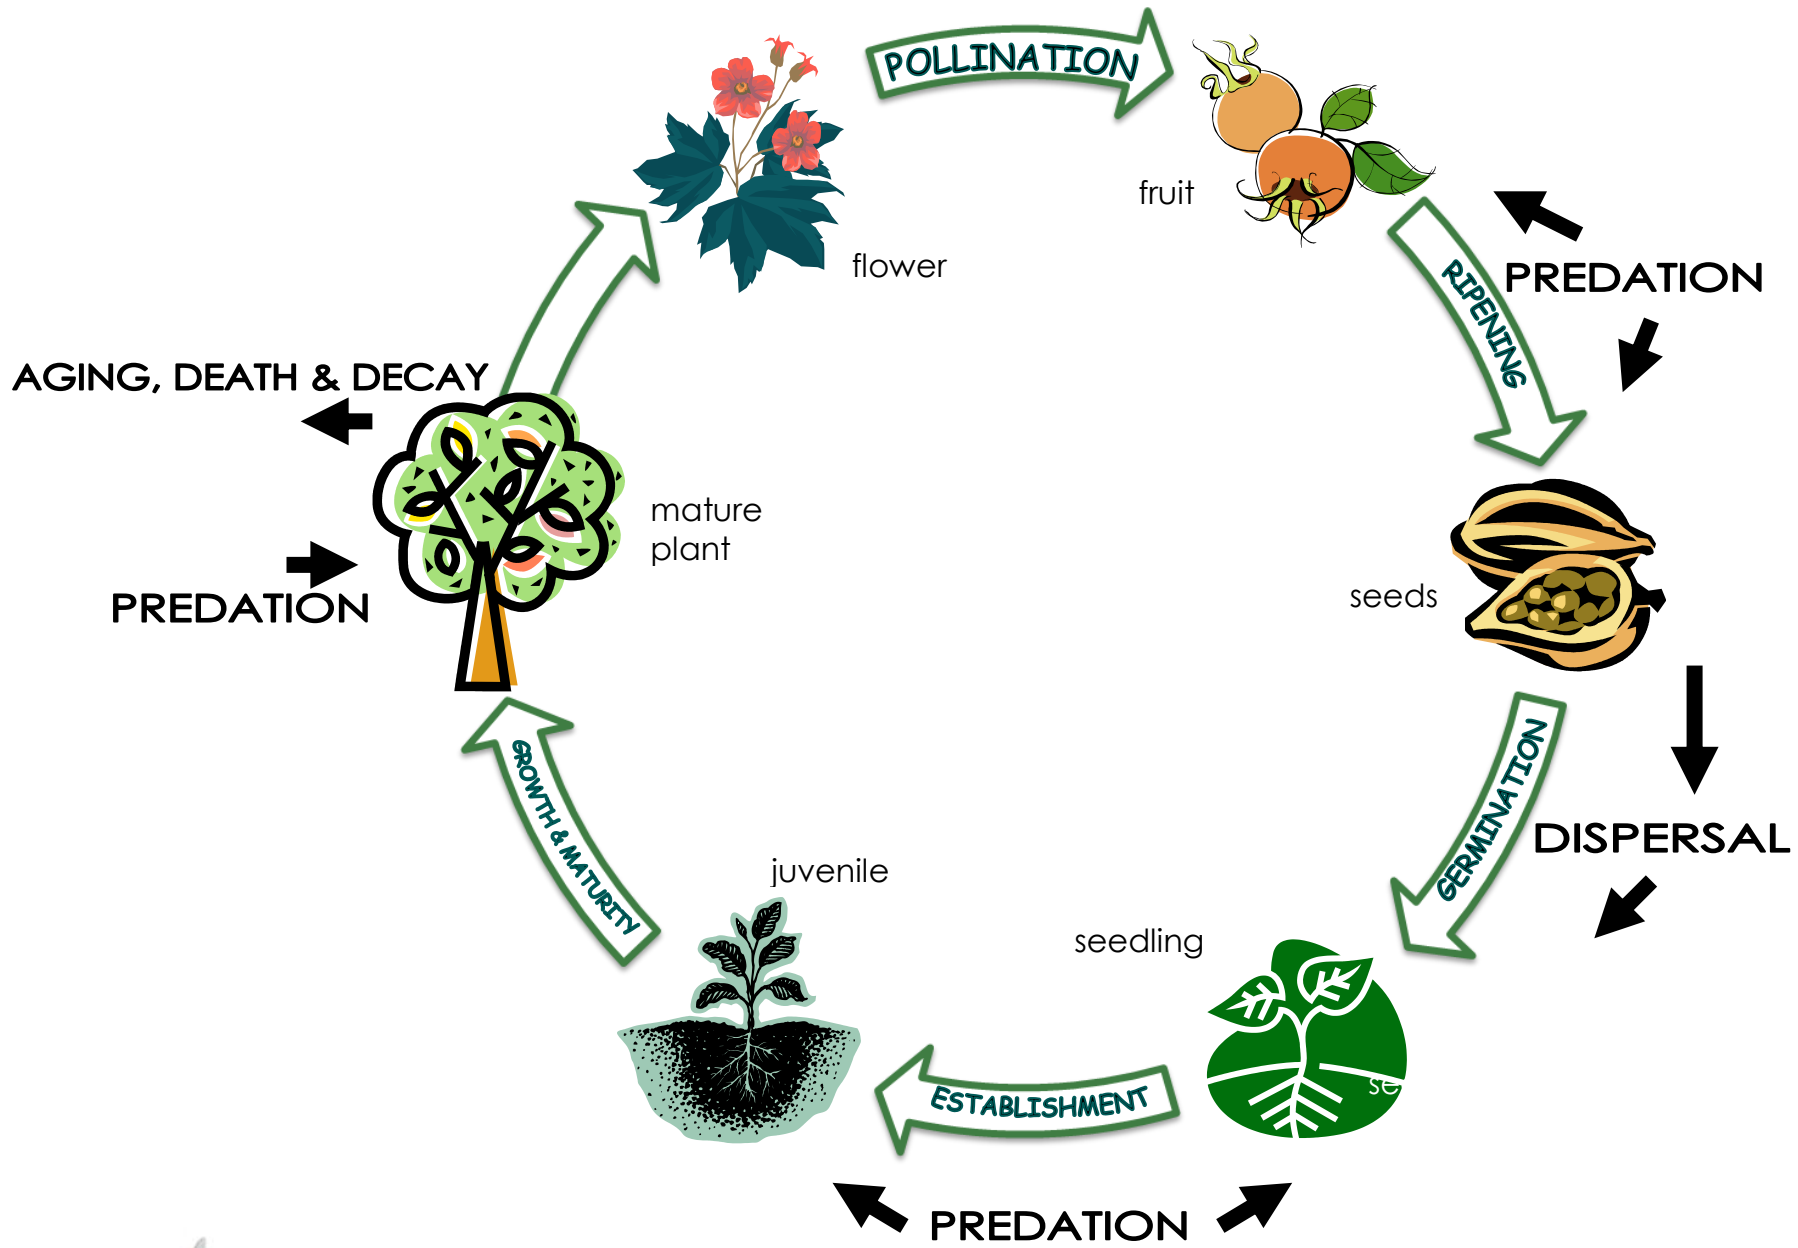 POLLINATION
fruit
flower
RIPENING
PREDATION
AGING, DEATH & DECAY
mature
plant
seeds
PREDATION
GERMINATION
DISPERSAL
GROWTH & MATURITY
juvenile
seedling
se
ESTABLISHMENT
PREDATION